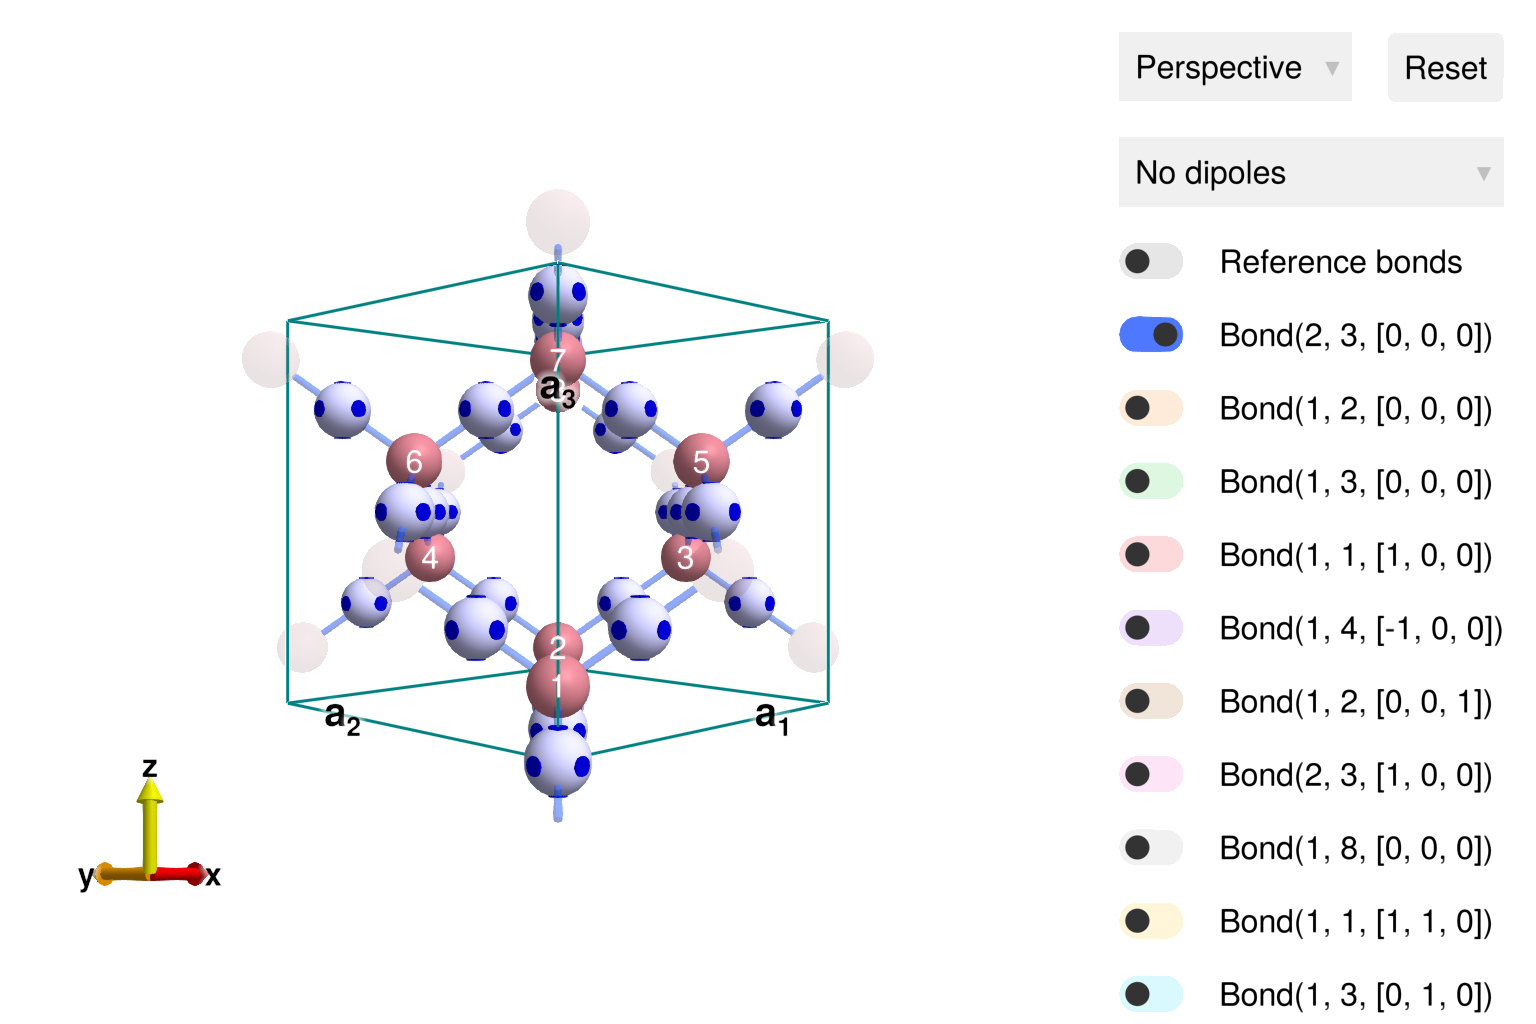 Perspective ▼
Reset
No dipoles ▼
Reference bonds
Bond(2, 3, [0, 0, 0])
Bond(1, 2, [0, 0, 0])
Bond(1, 3, [0, 0, 0])
Bond(1, 1, [1, 0, 0])
Bond(1, 4, [-1, 0, 0])
Bond(1, 2, [0, 0, 1])
Bond(2, 3, [1, 0, 0])
Bond(1, 8, [0, 0, 0])
Bond(1, 1, [1, 1, 0])
Bond(1, 3, [0, 1, 0])
7
a3
6
5
4
3
2
1
a2
a1
z
y
x